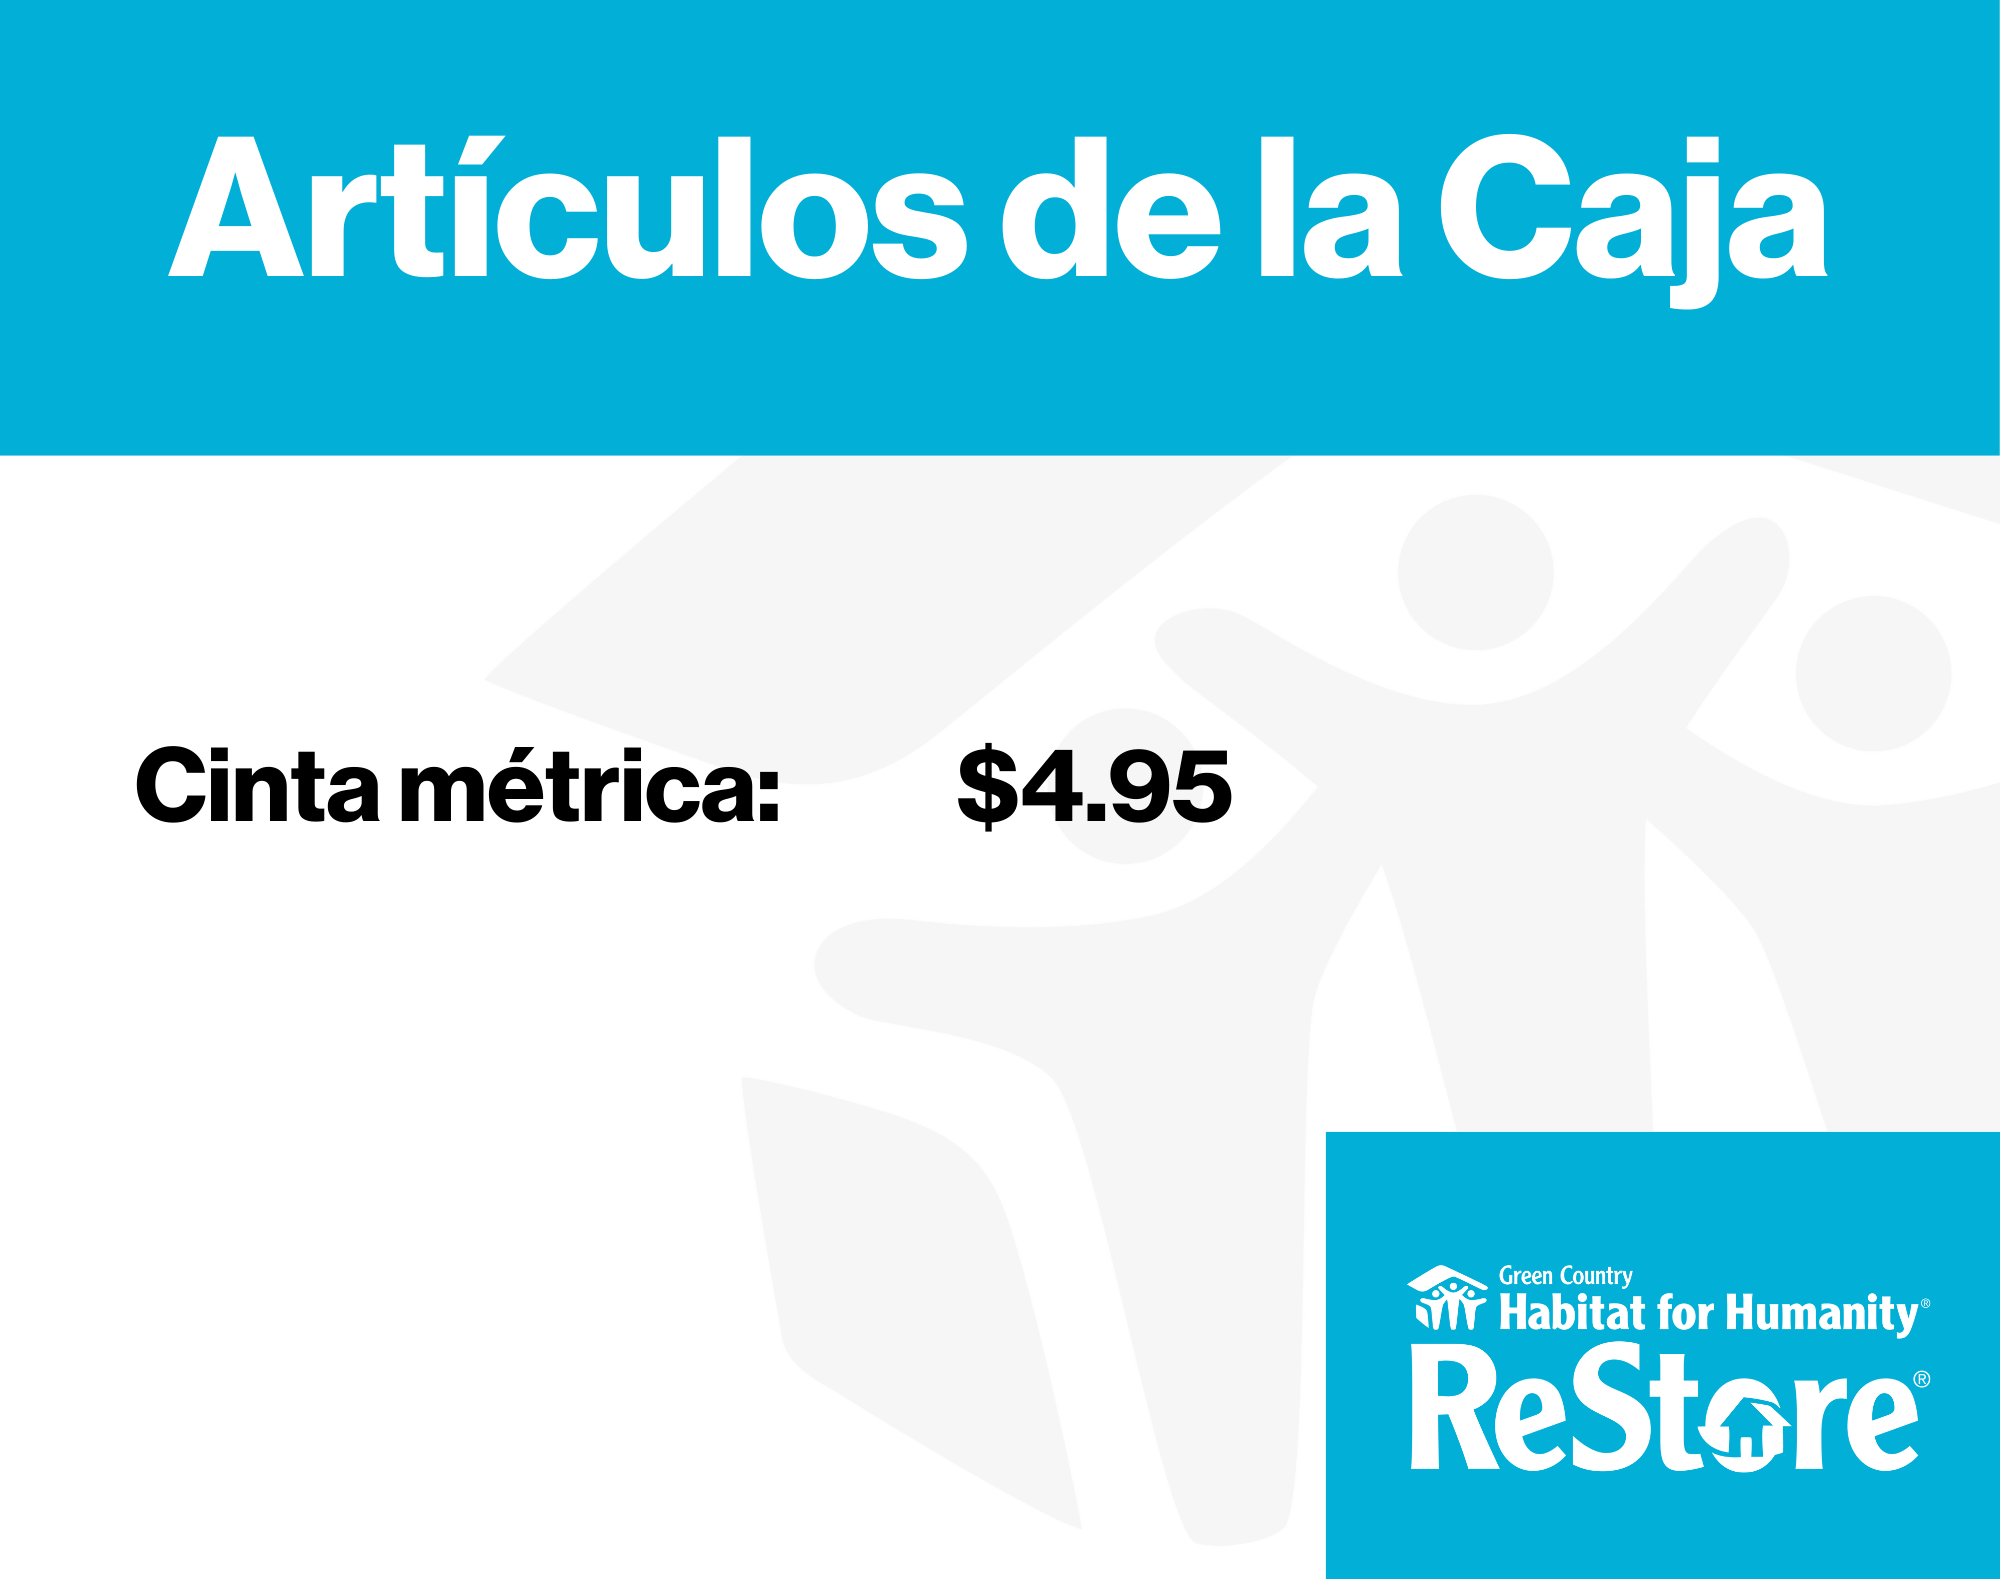 Artículos de la Caja
Cinta métrica: $4.95
Green Country
Habitat for Humanity®
ReStore®